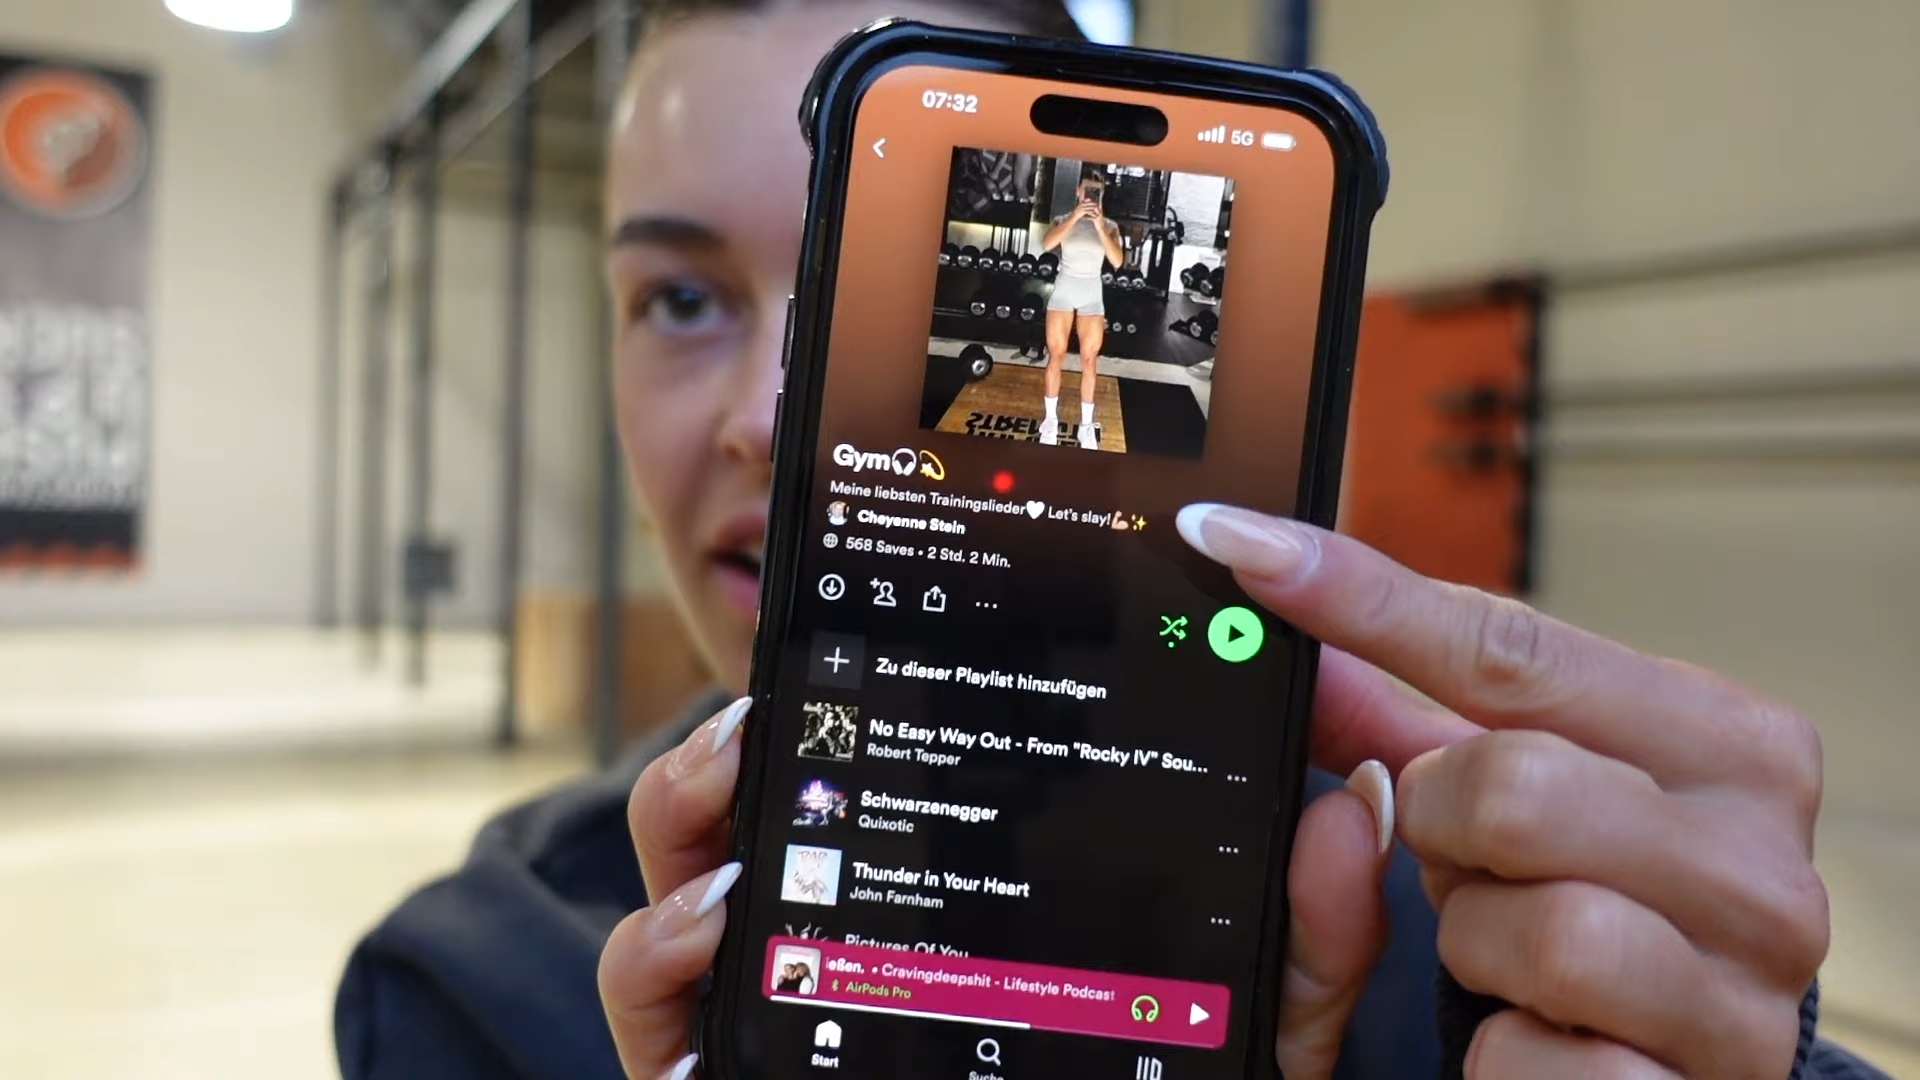 07:32
5G
Gym🎧💫
Meine liebsten Trainingslieder🤍 Let's slay!💪🏼✨
Cheyenne Stein
568 Saves • 2 Std. 2 Min.
Zu dieser Playlist hinzufügen
No Easy Way Out - From "Rocky IV" Sou...
Robert Tepper
Schwarzenegger
Quixotic
Thunder in Your Heart
John Farnham
Pictures Of You
eßen. • Cravingdeepshit - Lifestyle Podcast
AirPods Pro
Start
Suche